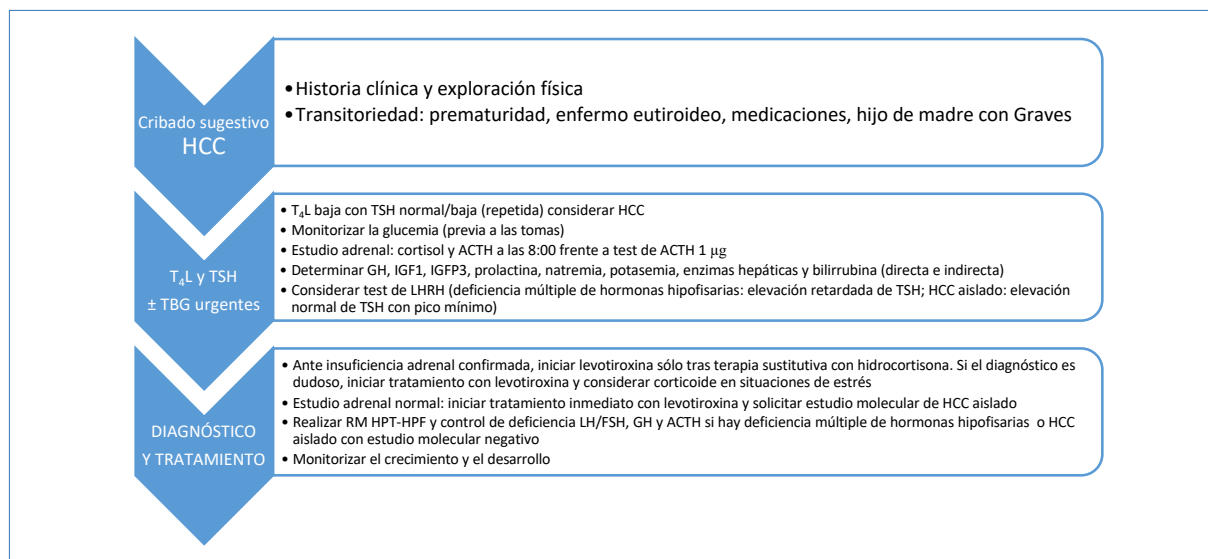 Cribado sugestivo
HCC
• Historia clínica y exploración física
• Transitoriedad: prematuridad, enfermo eutiroideo, medicaciones, hijo de madre con Graves
T₄L y TSH
± TBG urgentes
• T₄L baja con TSH normal/baja (repetida) considerar HCC
• Monitorizar la glucemia (previa a las tomas)
• Estudio adrenal: cortisol y ACTH a las 8:00 frente a test de ACTH 1 μg
• Determinar GH, IGF1, IGFP3, prolactina, natremia, potasemia, enzimas hepáticas y bilirrubina (directa e indirecta)
• Considerar test de LHRH (deficiencia múltiple de hormonas hipofisarias: elevación retardada de TSH; HCC aislado: elevación
normal de TSH con pico mínimo)
DIAGNÓSTICO
Y TRATAMIENTO
• Ante insuficiencia adrenal confirmada, iniciar levotiroxina sólo tras terapia sustitutiva con hidrocortisona. Si el diagnóstico es
dudoso, iniciar tratamiento con levotiroxina y considerar corticoide en situaciones de estrés
• Estudio adrenal normal: iniciar tratamiento inmediato con levotiroxina y solicitar estudio molecular de HCC aislado
• Realizar RM HPT-HPF y control de deficiencia LH/FSH, GH y ACTH si hay deficiencia múltiple de hormonas hipofisarias o HCC
aislado con estudio molecular negativo
• Monitorizar el crecimiento y el desarrollo